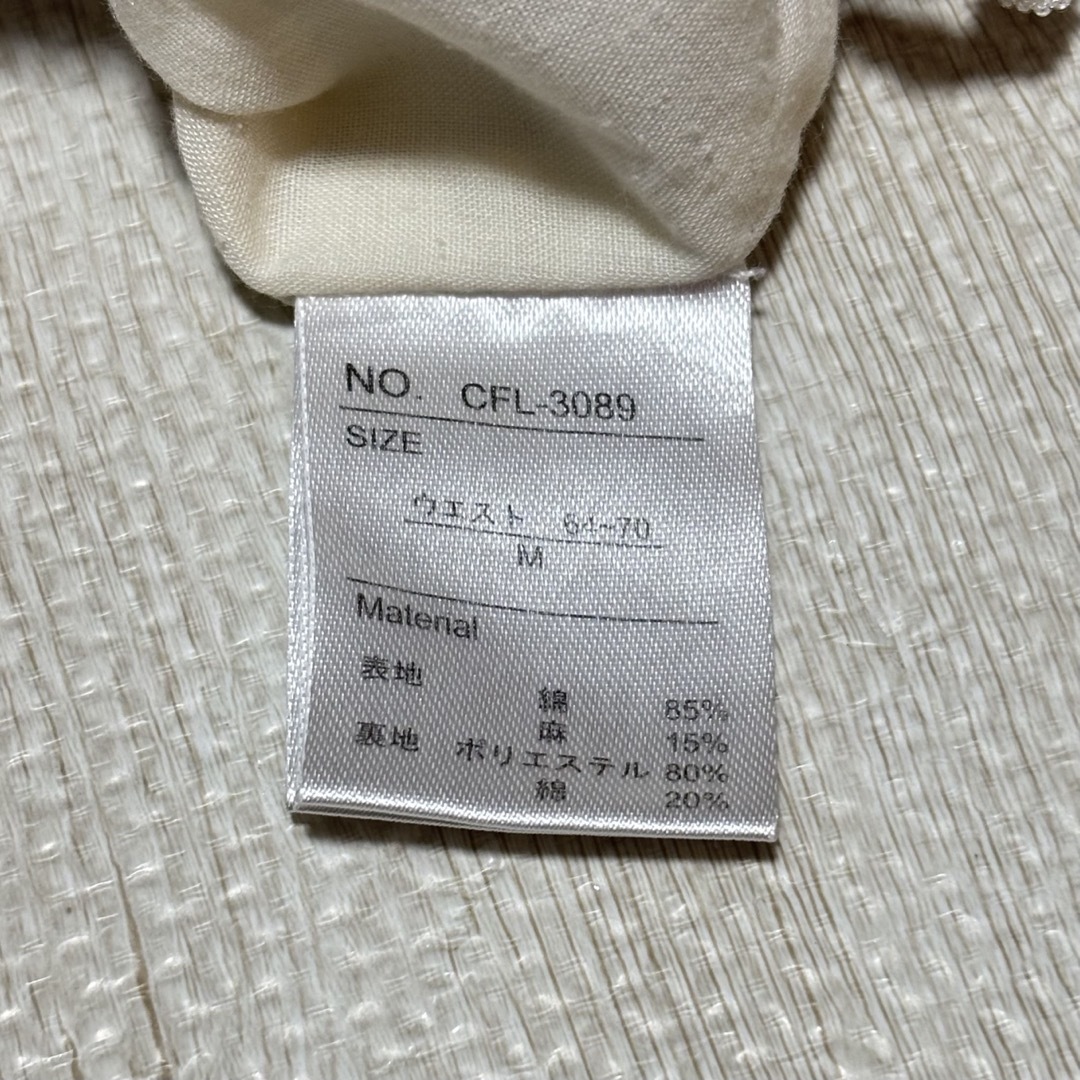 NO. CFL-3089
SIZE
ウエスト 64~70
M
Material
表地 綿 85%
麻 15%
裏地 ポリエステル 80%
綿 20%